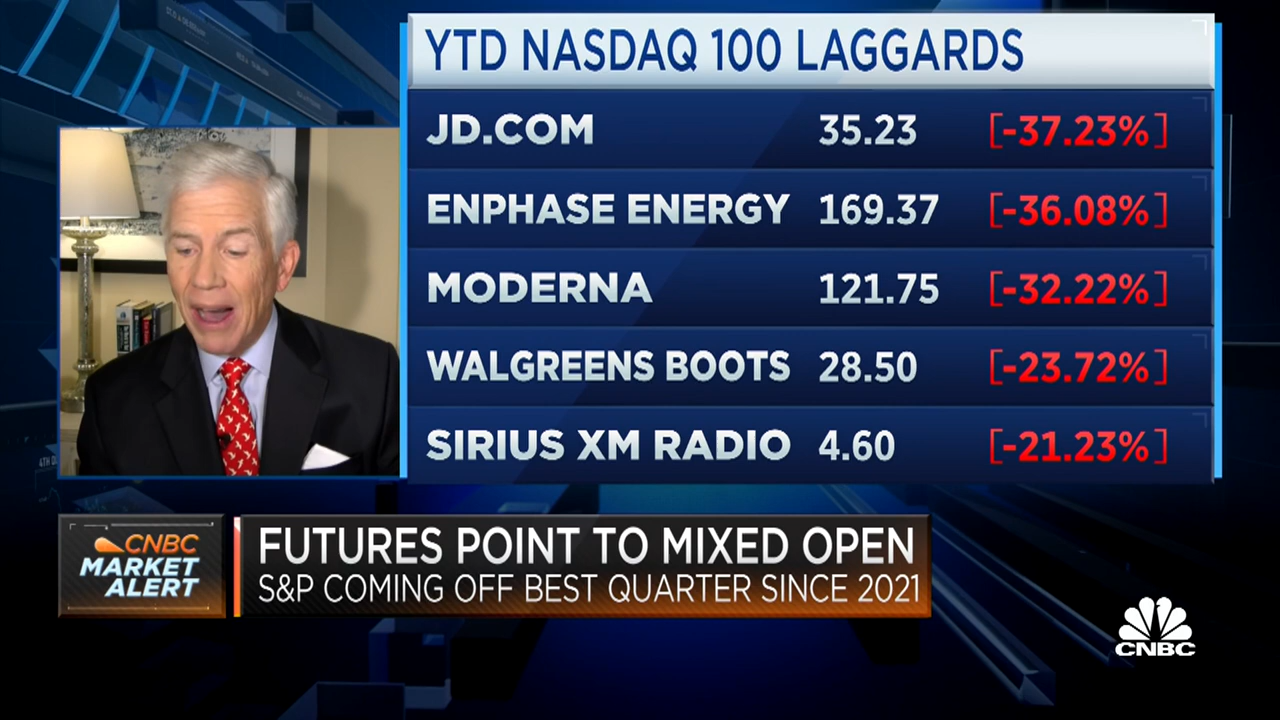 YTD NASDAQ 100 LAGGARDS
JD.COM 35.23 [-37.23%]
ENPHASE ENERGY 169.37 [-36.08%]
MODERNA 121.75 [-32.22%]
WALGREENS BOOTS 28.50 [-23.72%]
SIRIUS XM RADIO 4.60 [-21.23%]
CNBC
MARKET
ALERT
FUTURES POINT TO MIXED OPEN
S&P COMING OFF BEST QUARTER SINCE 2021
CNBC